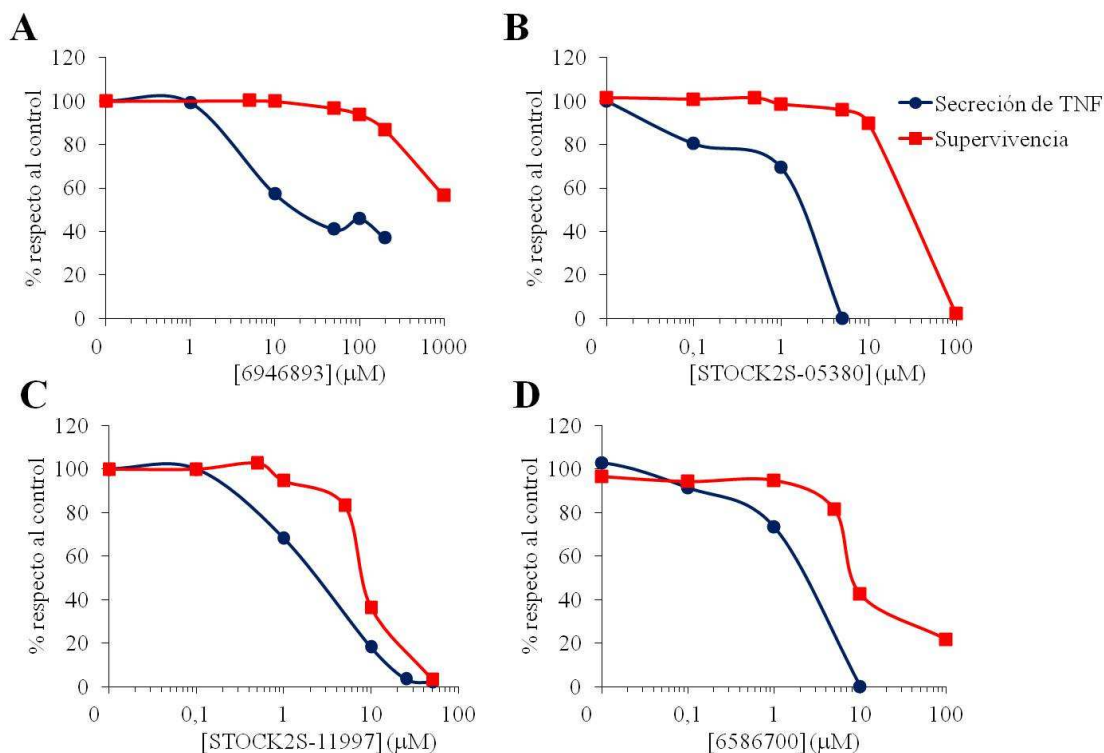 A
B
120
100
80
60
40
20
0
% respecto al control
0 1 10 100 1000
[6946893] (µM)
120
100
80
60
40
20
0
% respecto al control
0 0,1 1 10 100
[STOCK2S-05380] (µM)
Secreción de TNF
Supervivencia
C
D
120
100
80
60
40
20
0
% respecto al control
0 0,1 1 10 100
[STOCK2S-11997] (µM)
120
100
80
60
40
20
0
% respecto al control
0 0,1 1 10 100
[6586700] (µM)